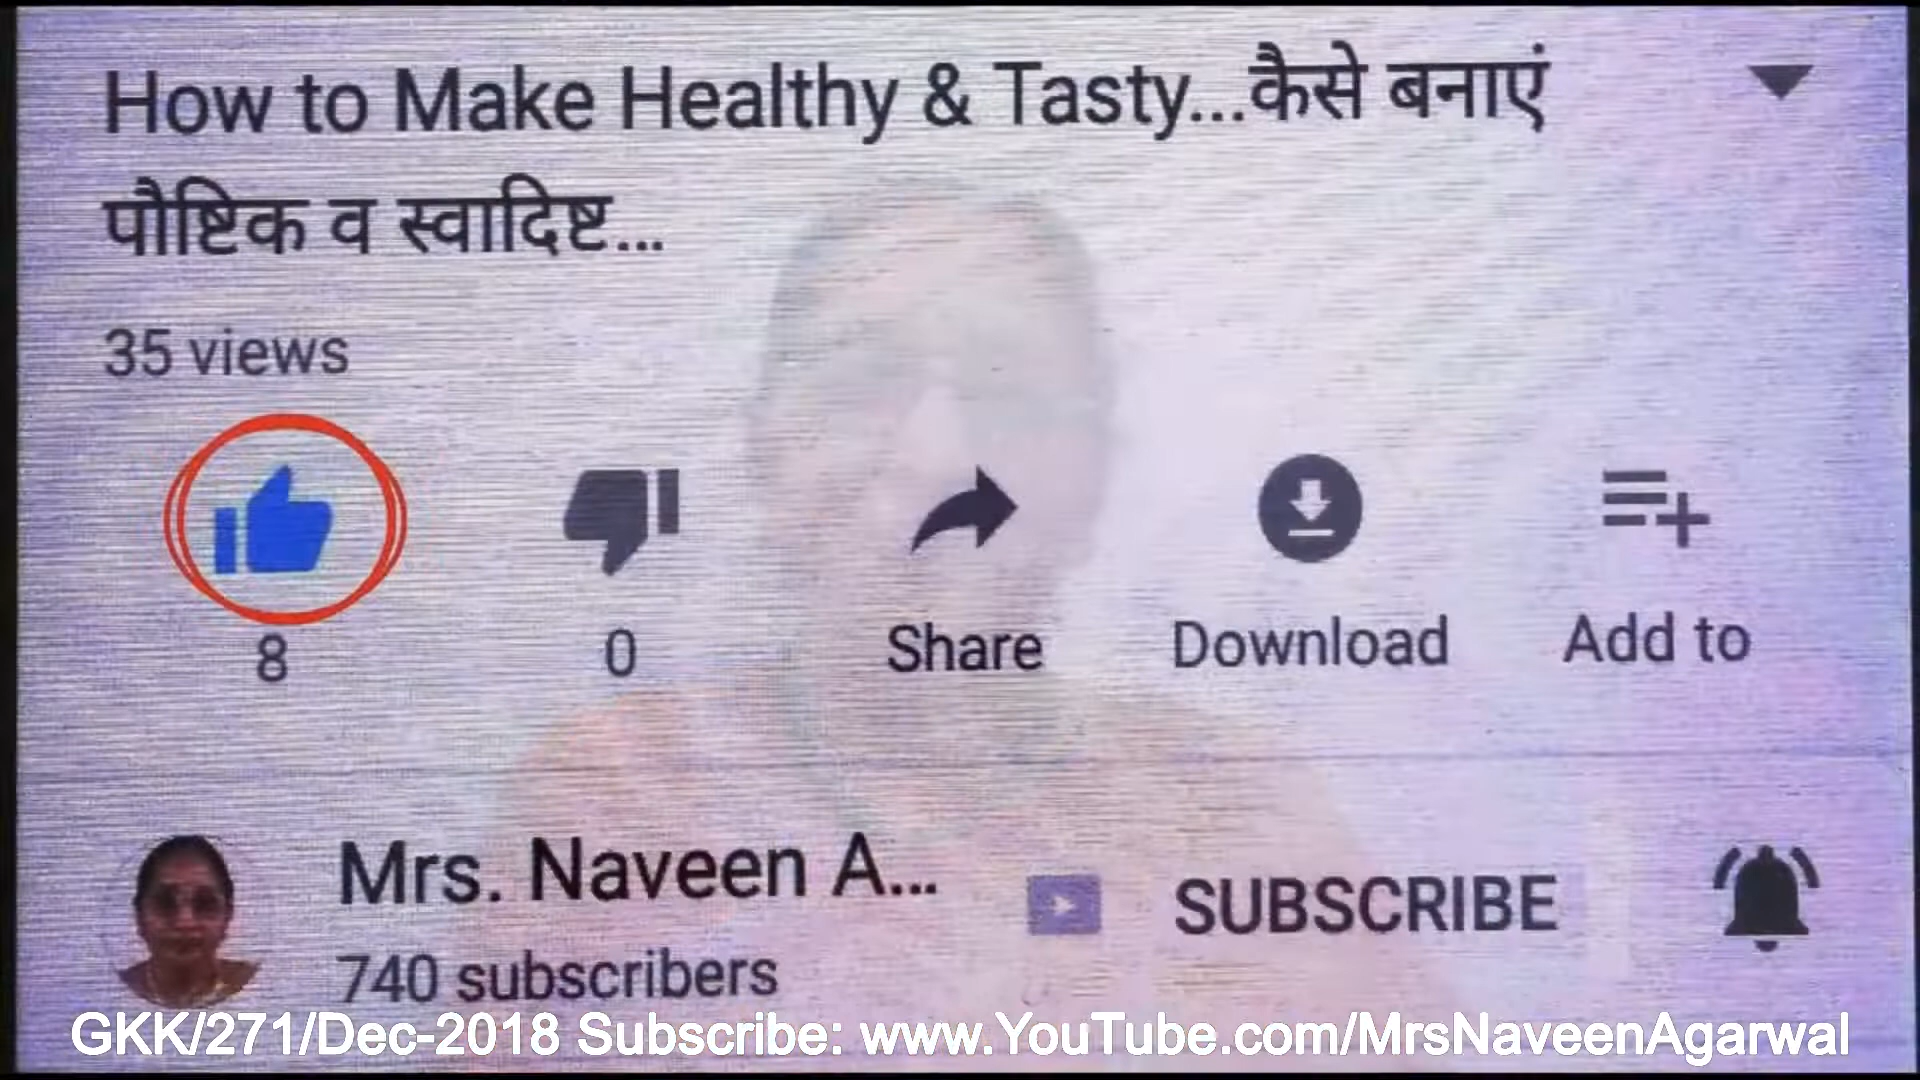 How to Make Healthy & Tasty...कैसे बनाएं
पौष्टिक व स्वादिष्ट...
35 views
8
0
Share
Download
Add to
Mrs. Naveen A...
SUBSCRIBE
740 subscribers
GKK/271/Dec-2018 Subscribe: www.YouTube.com/MrsNaveenAgarwal